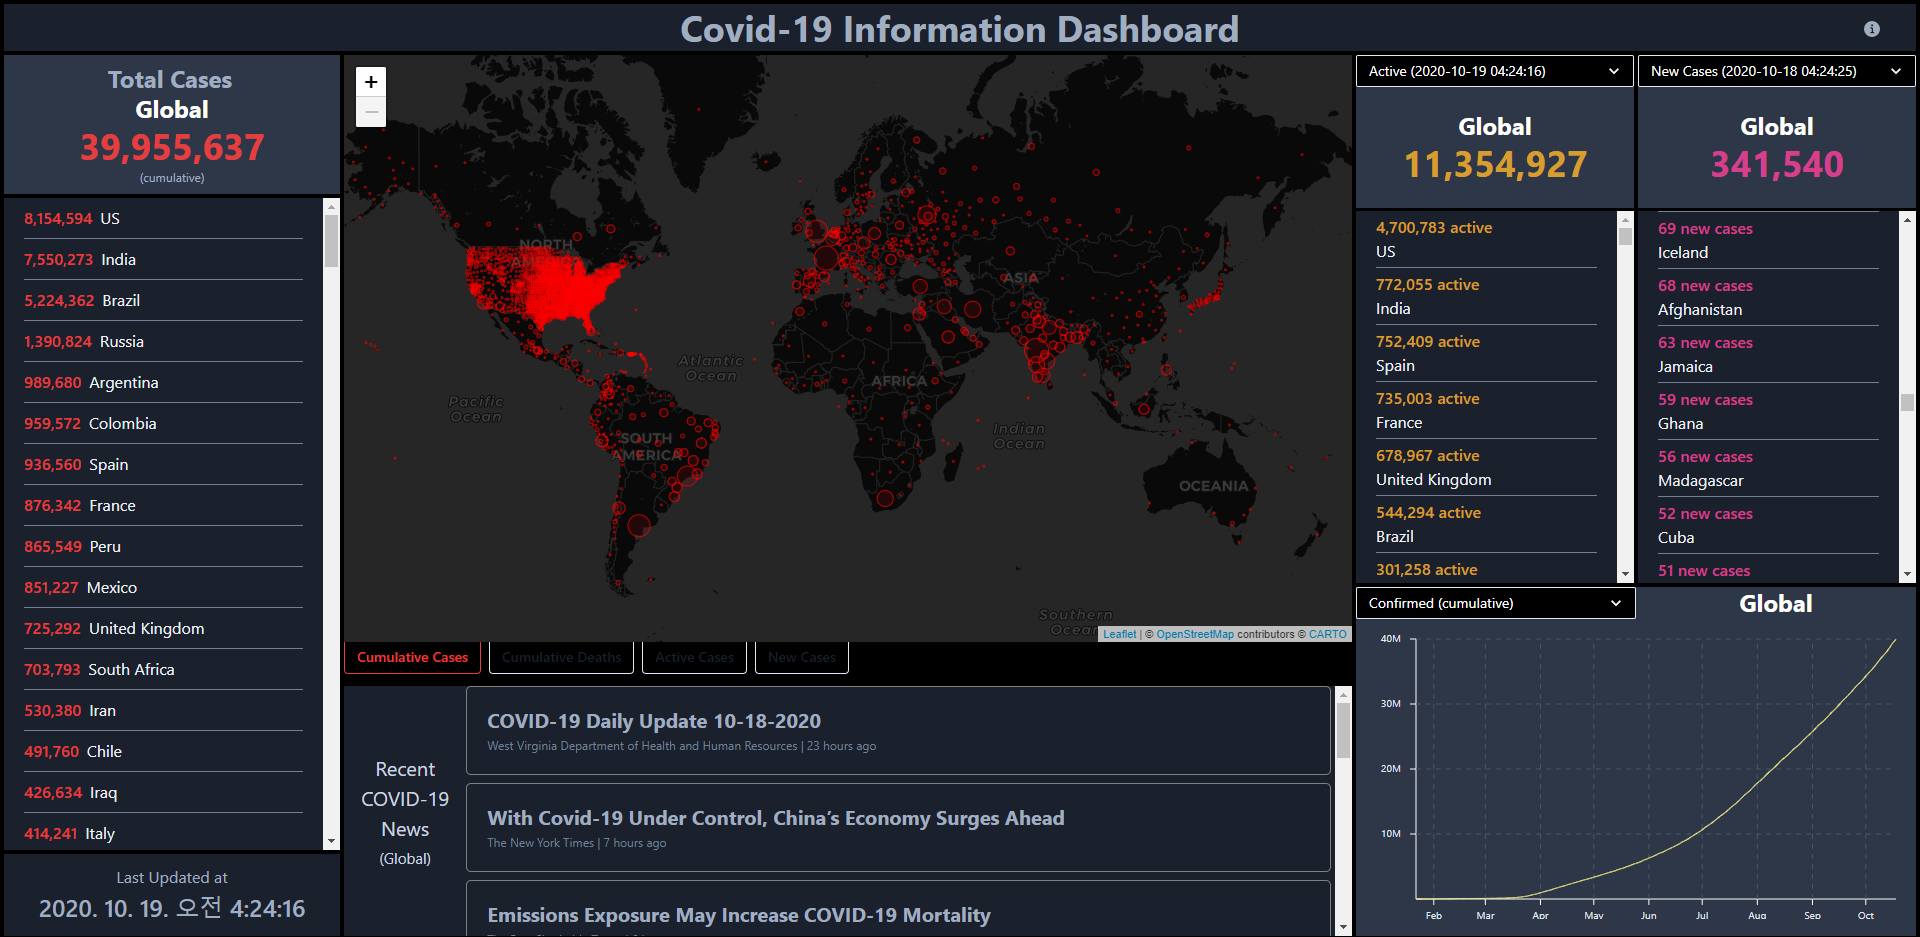 Covid-19 Information Dashboard
Total Cases
Global
39,955,637
(cumulative)
8,154,594 US
7,550,273 India
5,224,362 Brazil
1,390,824 Russia
989,680 Argentina
959,572 Colombia
936,560 Spain
876,342 France
865,549 Peru
851,227 Mexico
725,292 United Kingdom
703,793 South Africa
530,380 Iran
491,760 Chile
426,634 Iraq
414,241 Italy
Last Updated at
2020. 10. 19. 오전 4:24:16
+
−
NORTH
AMERICA
ASIA
Atlantic
Ocean
AFRICA
Pacific
Ocean
Indian
Ocean
SOUTH
AMERICA
OCEANIA
Southern
Ocean
Leaflet | © OpenStreetMap contributors © CARTO
Cumulative Cases
Cumulative Deaths
Active Cases
New Cases
Recent
COVID-19
News
(Global)
COVID-19 Daily Update 10-18-2020
West Virginia Department of Health and Human Resources | 23 hours ago
With Covid-19 Under Control, China’s Economy Surges Ahead
The New York Times | 7 hours ago
Emissions Exposure May Increase COVID-19 Mortality
Active (2020-10-19 04:24:16)
Global
11,354,927
4,700,783 active
US
772,055 active
India
752,409 active
Spain
735,003 active
France
678,967 active
United Kingdom
544,294 active
Brazil
301,258 active
New Cases (2020-10-18 04:24:25)
Global
341,540
69 new cases
Iceland
68 new cases
Afghanistan
63 new cases
Jamaica
59 new cases
Ghana
56 new cases
Madagascar
52 new cases
Cuba
51 new cases
Confirmed (cumulative)
Global
40M
30M
20M
10M
Feb Mar Apr May Jun Jul Aug Sep Oct